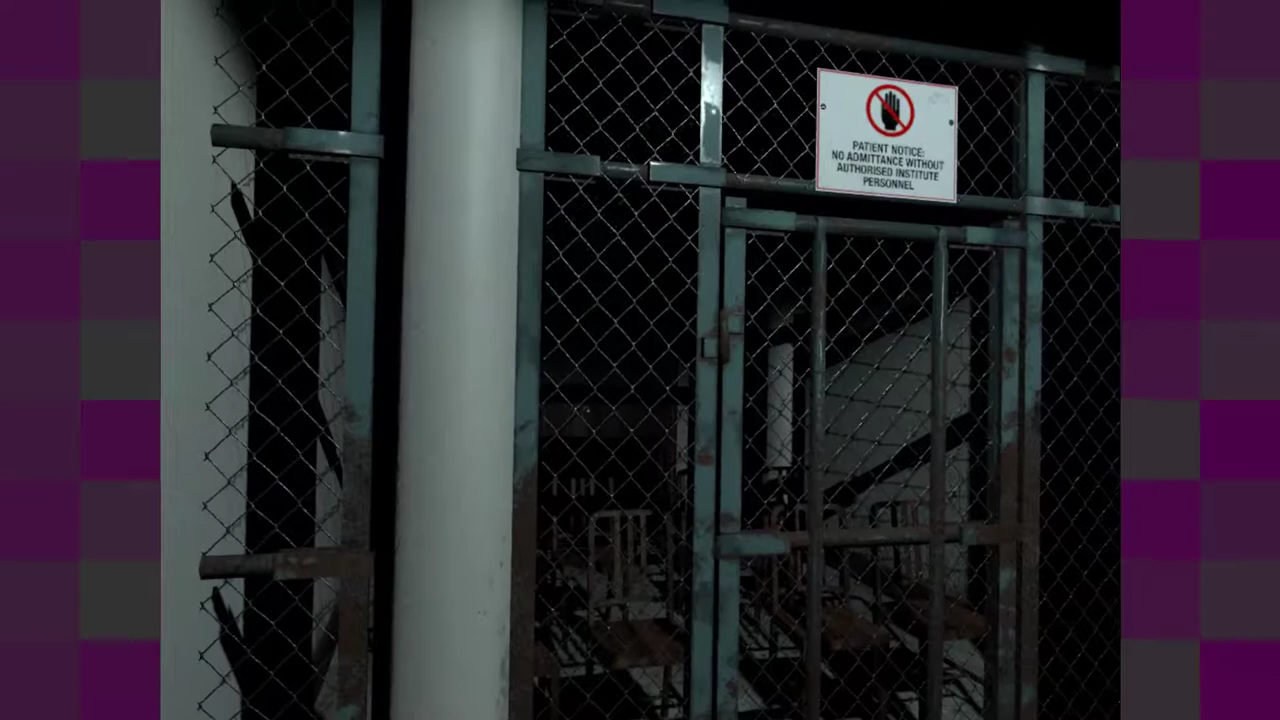 PATIENT NOTICE:
NO ADMITTANCE WITHOUT
AUTHORISED INSTITUTE
PERSONNEL